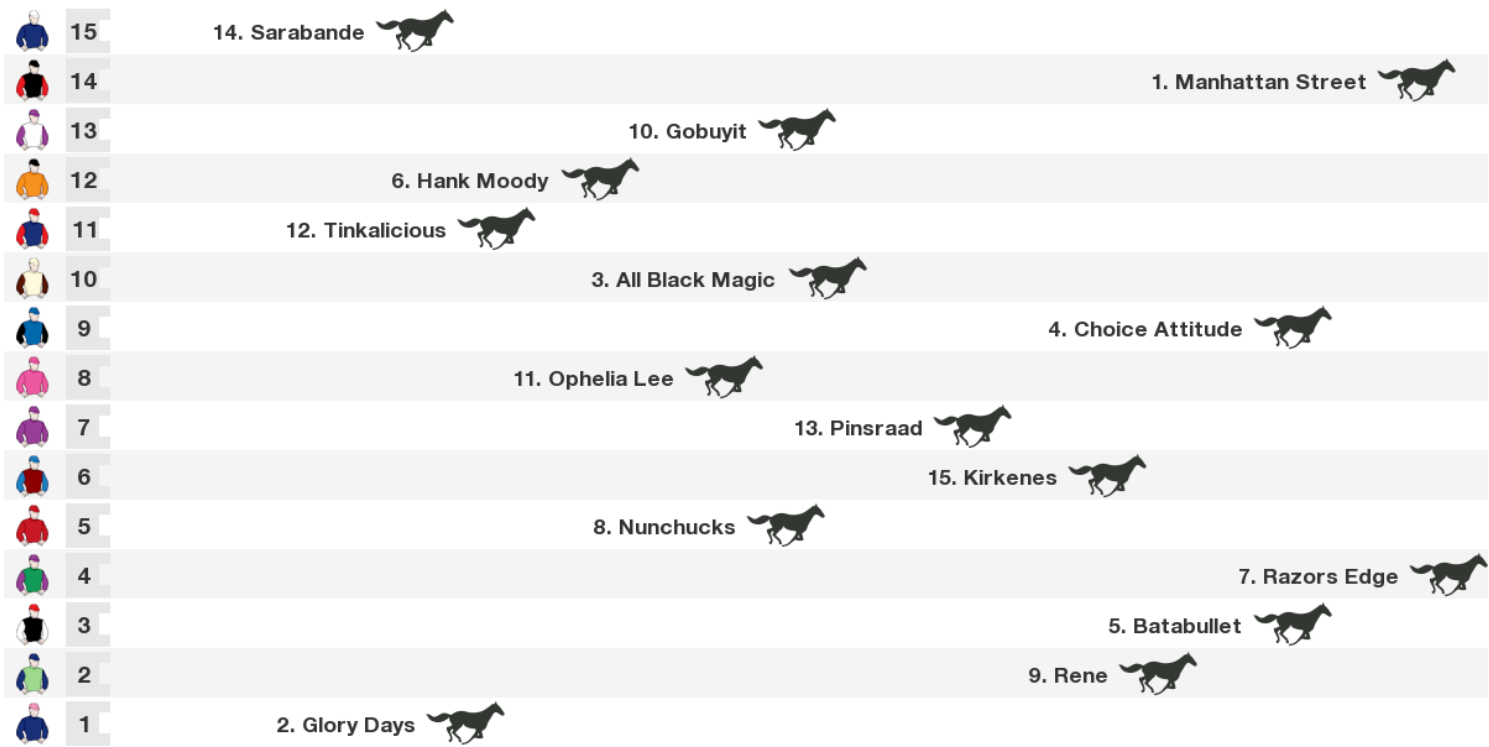 15 14. Sarabande
14 1. Manhattan Street
13 10. Gobuyit
12 6. Hank Moody
11 12. Tinkalicious
10 3. All Black Magic
9 4. Choice Attitude
8 11. Ophelia Lee
7 13. Pinsraad
6 15. Kirkenes
5 8. Nunchucks
4 7. Razors Edge
3 5. Batabullet
2 9. Rene
1 2. Glory Days